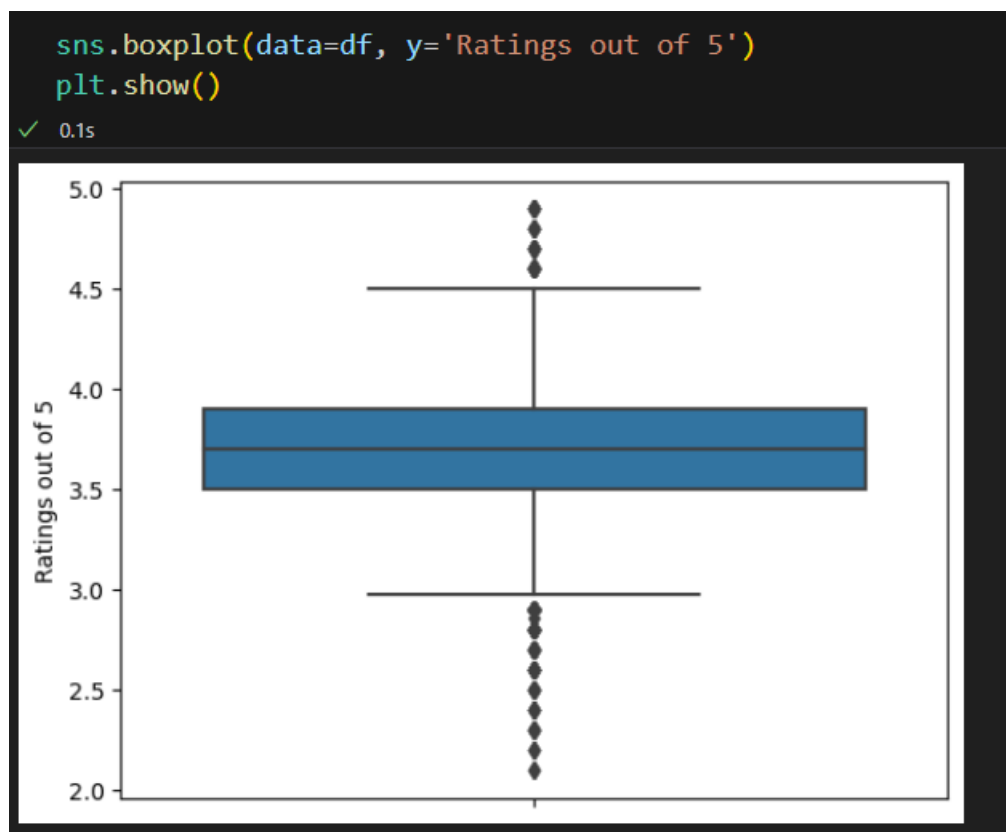 sns.boxplot(data=df, y='Ratings out of 5')
plt.show()
✓ 0.1s
5.0
4.5
4.0
3.5
3.0
2.5
2.0
Ratings out of 5